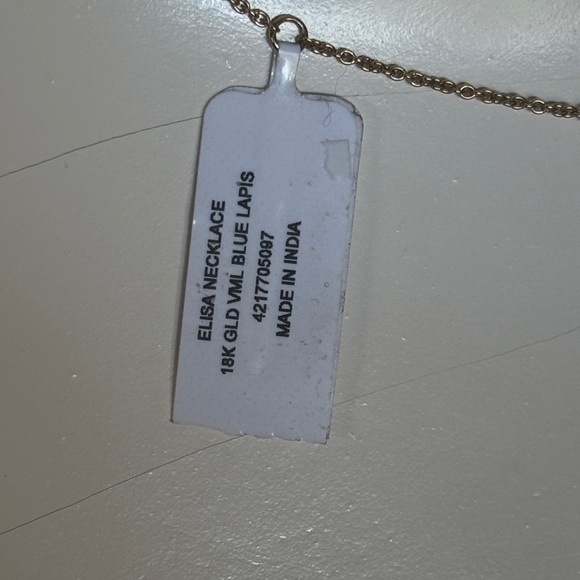 ELISA NECKLACE
18K GLD VML BLUE LAPIS
4217705097
MADE IN INDIA